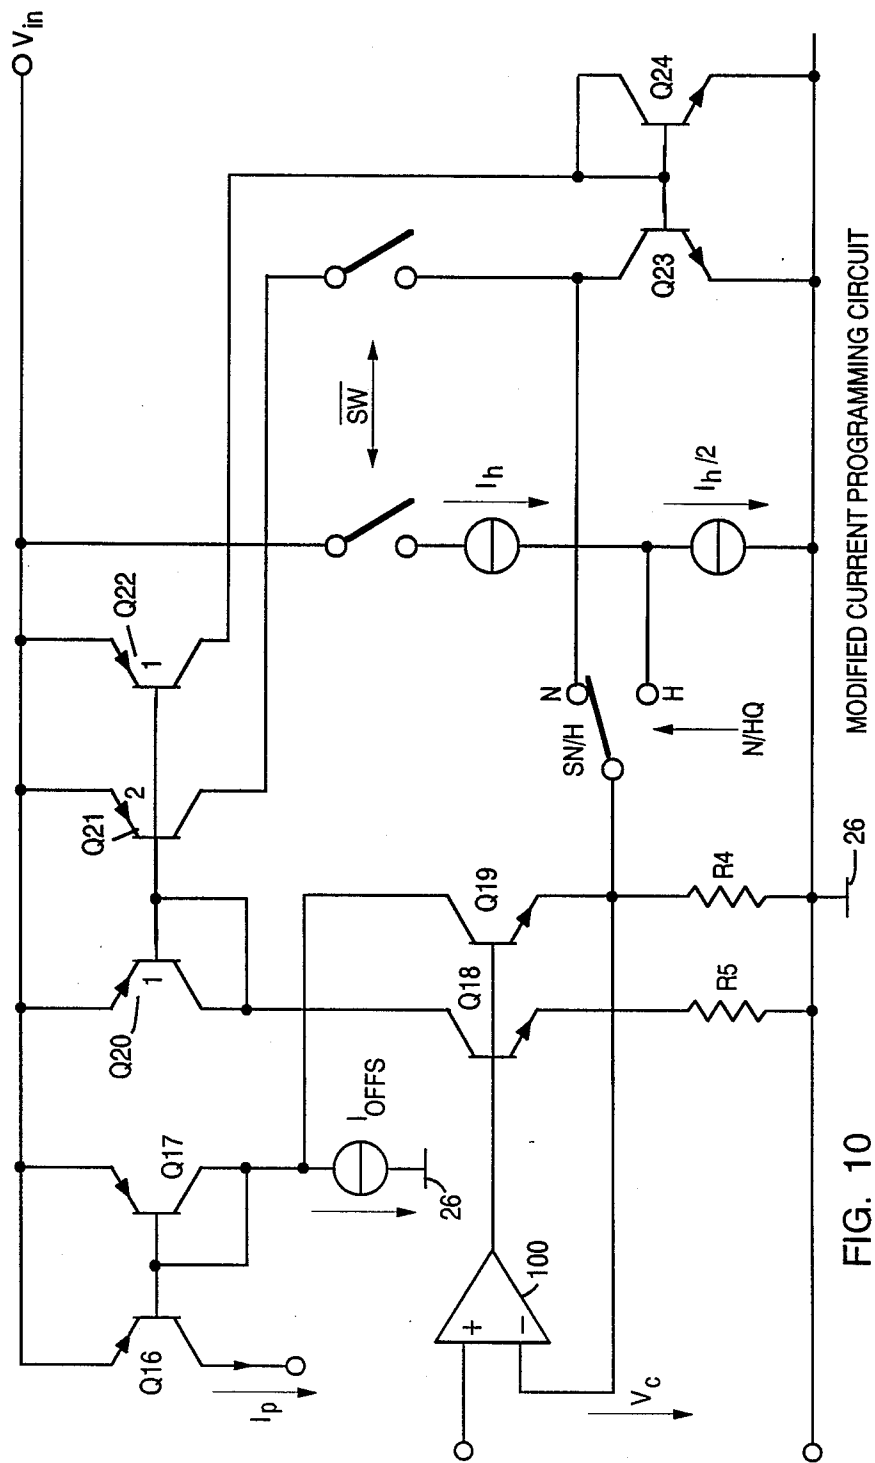 V_in
Q22
1
Q21
2
Q20
1
Q17
Q16
I_p
I_OFFS
26
SW
I_h
I_h/2
Q24
Q23
Q19
Q18
N
SN/H
H
N/HQ
100
+
−
V_c
R4
R5
26
FIG. 10
MODIFIED CURRENT PROGRAMMING CIRCUIT